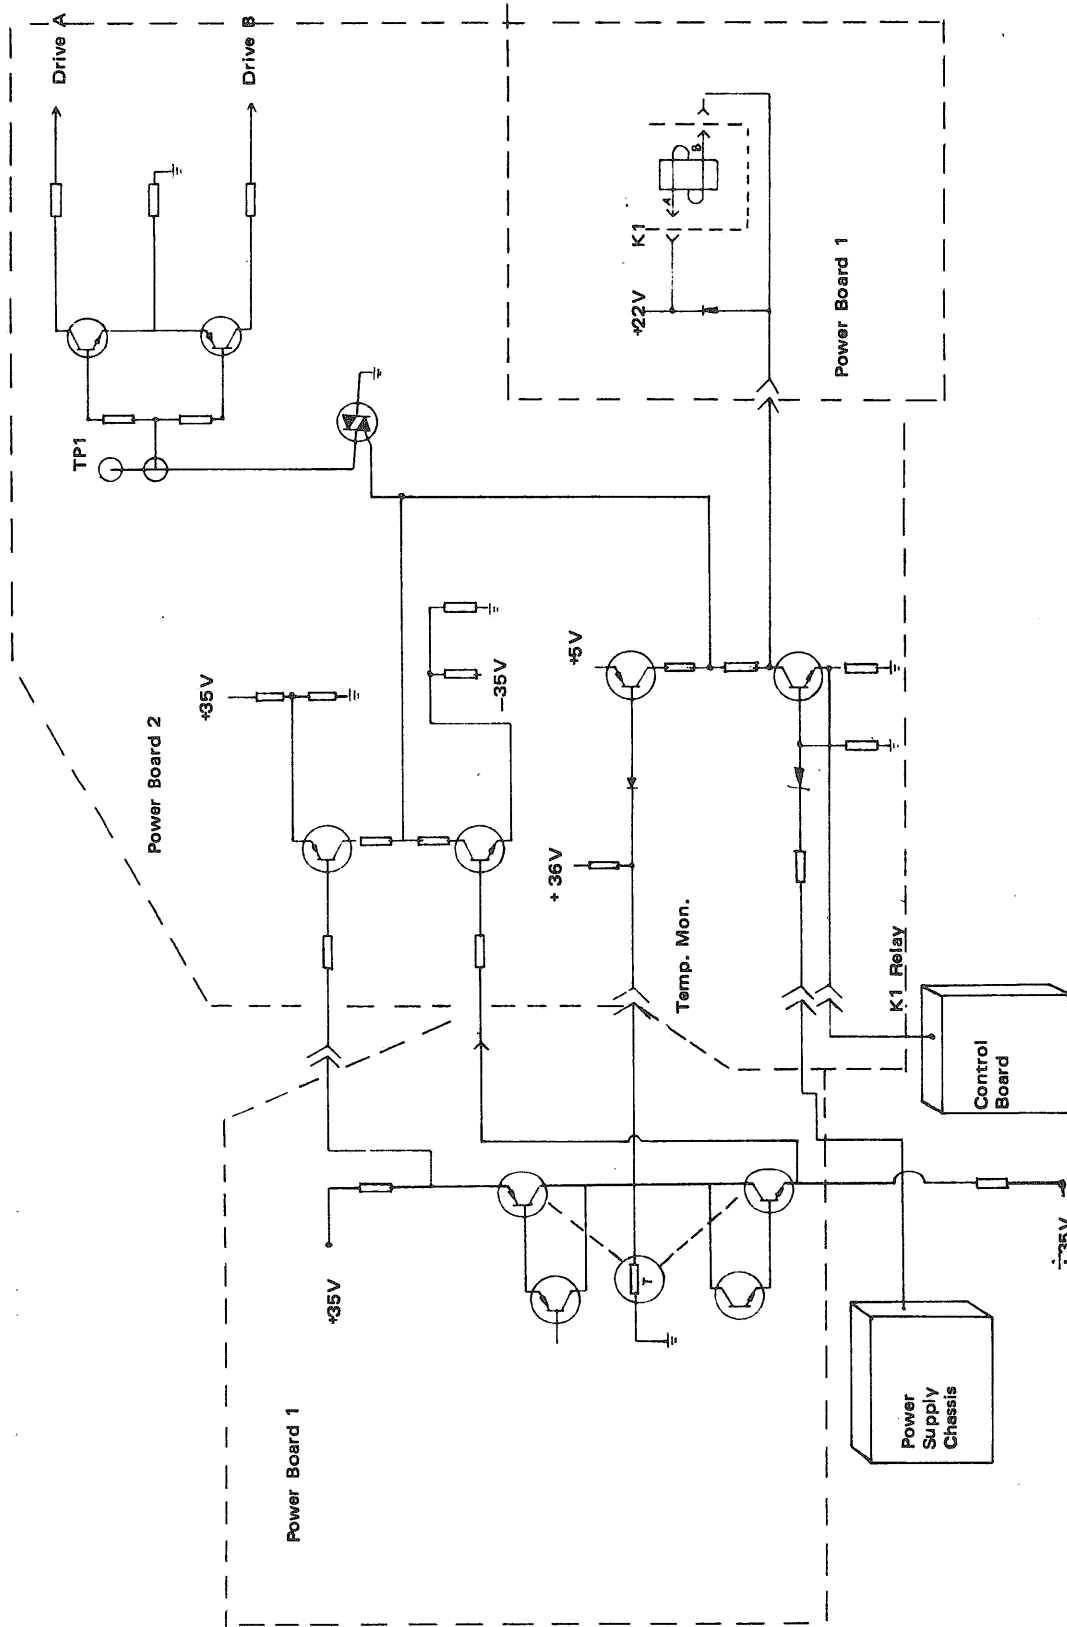 Drive A
Drive B
TP1
B
A
K1
+22V
Power Board 1
+35V
-35V
+5V
Power Board 2
+36V
Temp. Mon.
K1 Relay
Control
Board
+35V
T
Power
Supply
Chassis
Power Board 1